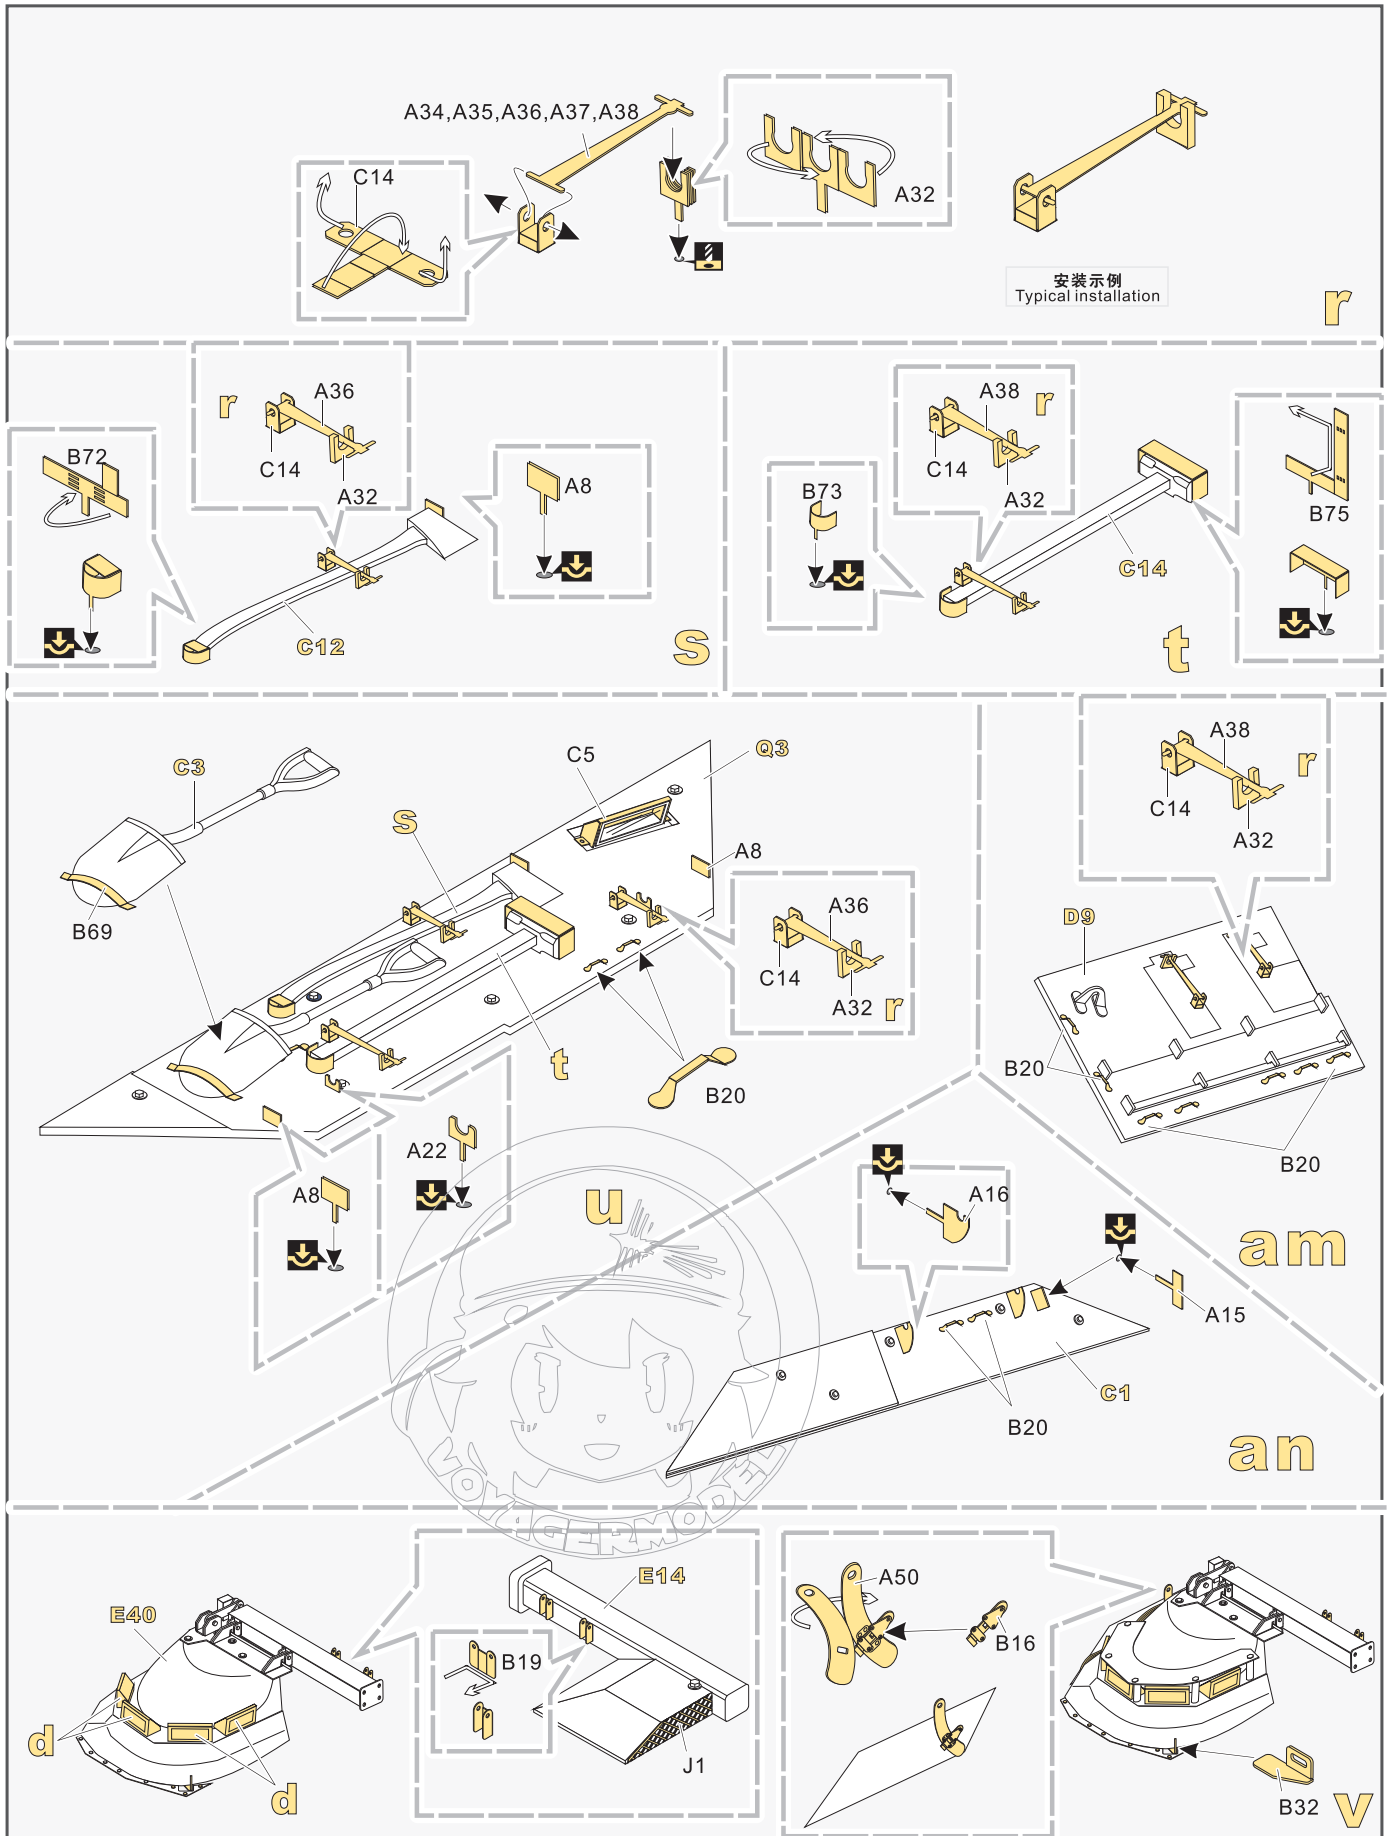 A34,A35,A36,A37,A38
C14
A32
安装示例
Typical installation
r
r
A36
C14
A32
B72
A8
C12
s
A38
r
C14
A32
B73
B75
C14
t
C3
B69
s
C5
Q3
A8
A36
C14
A32
r
t
B20
A22
A8
u
A38
r
C14
A32
D9
B20
B20
am
A16
A15
B20
C1
an
VOYAGERMODEL
E40
d
d
E14
B19
J1
A50
B16
B32
v